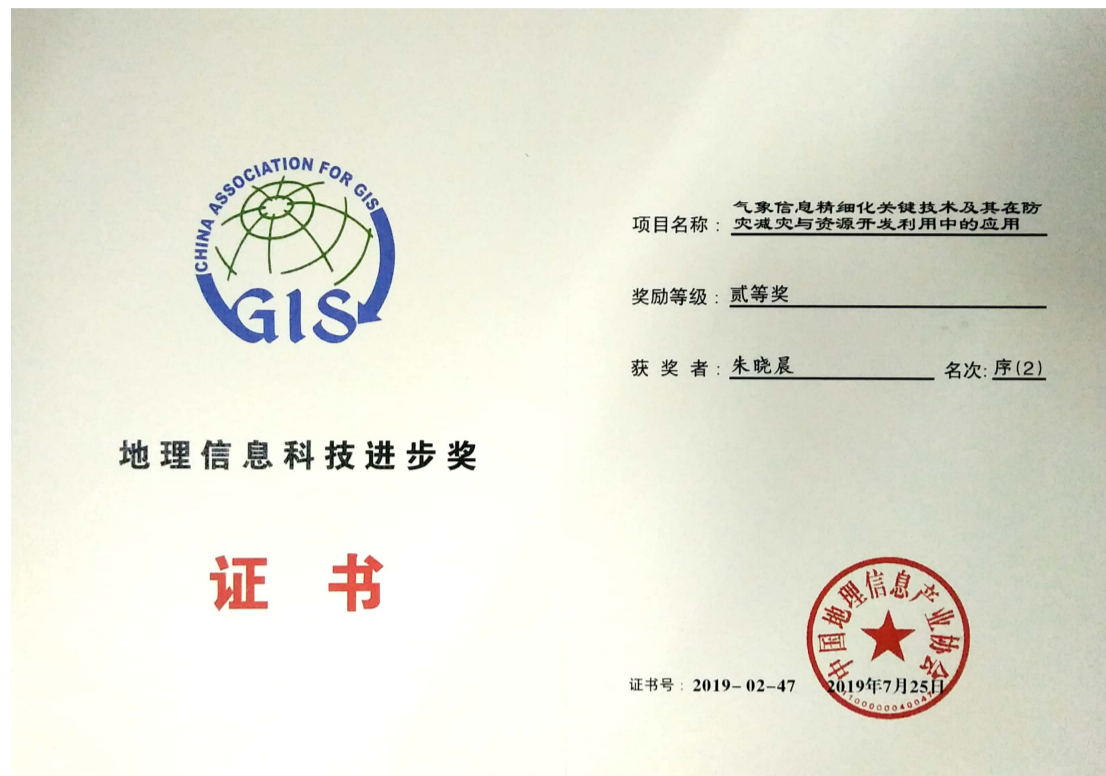 CHINA ASSOCIATION FOR GIS
GIS
地理信息科技进步奖
证 书
项目名称：气象信息精细化关键技术及其在防
灾减灾与资源开发利用中的应用
奖励等级：贰等奖
获 奖 者：朱晓晨 名次:序(2)
中国地理信息产业协会
证书号：2019-02-47 2019年7月25日